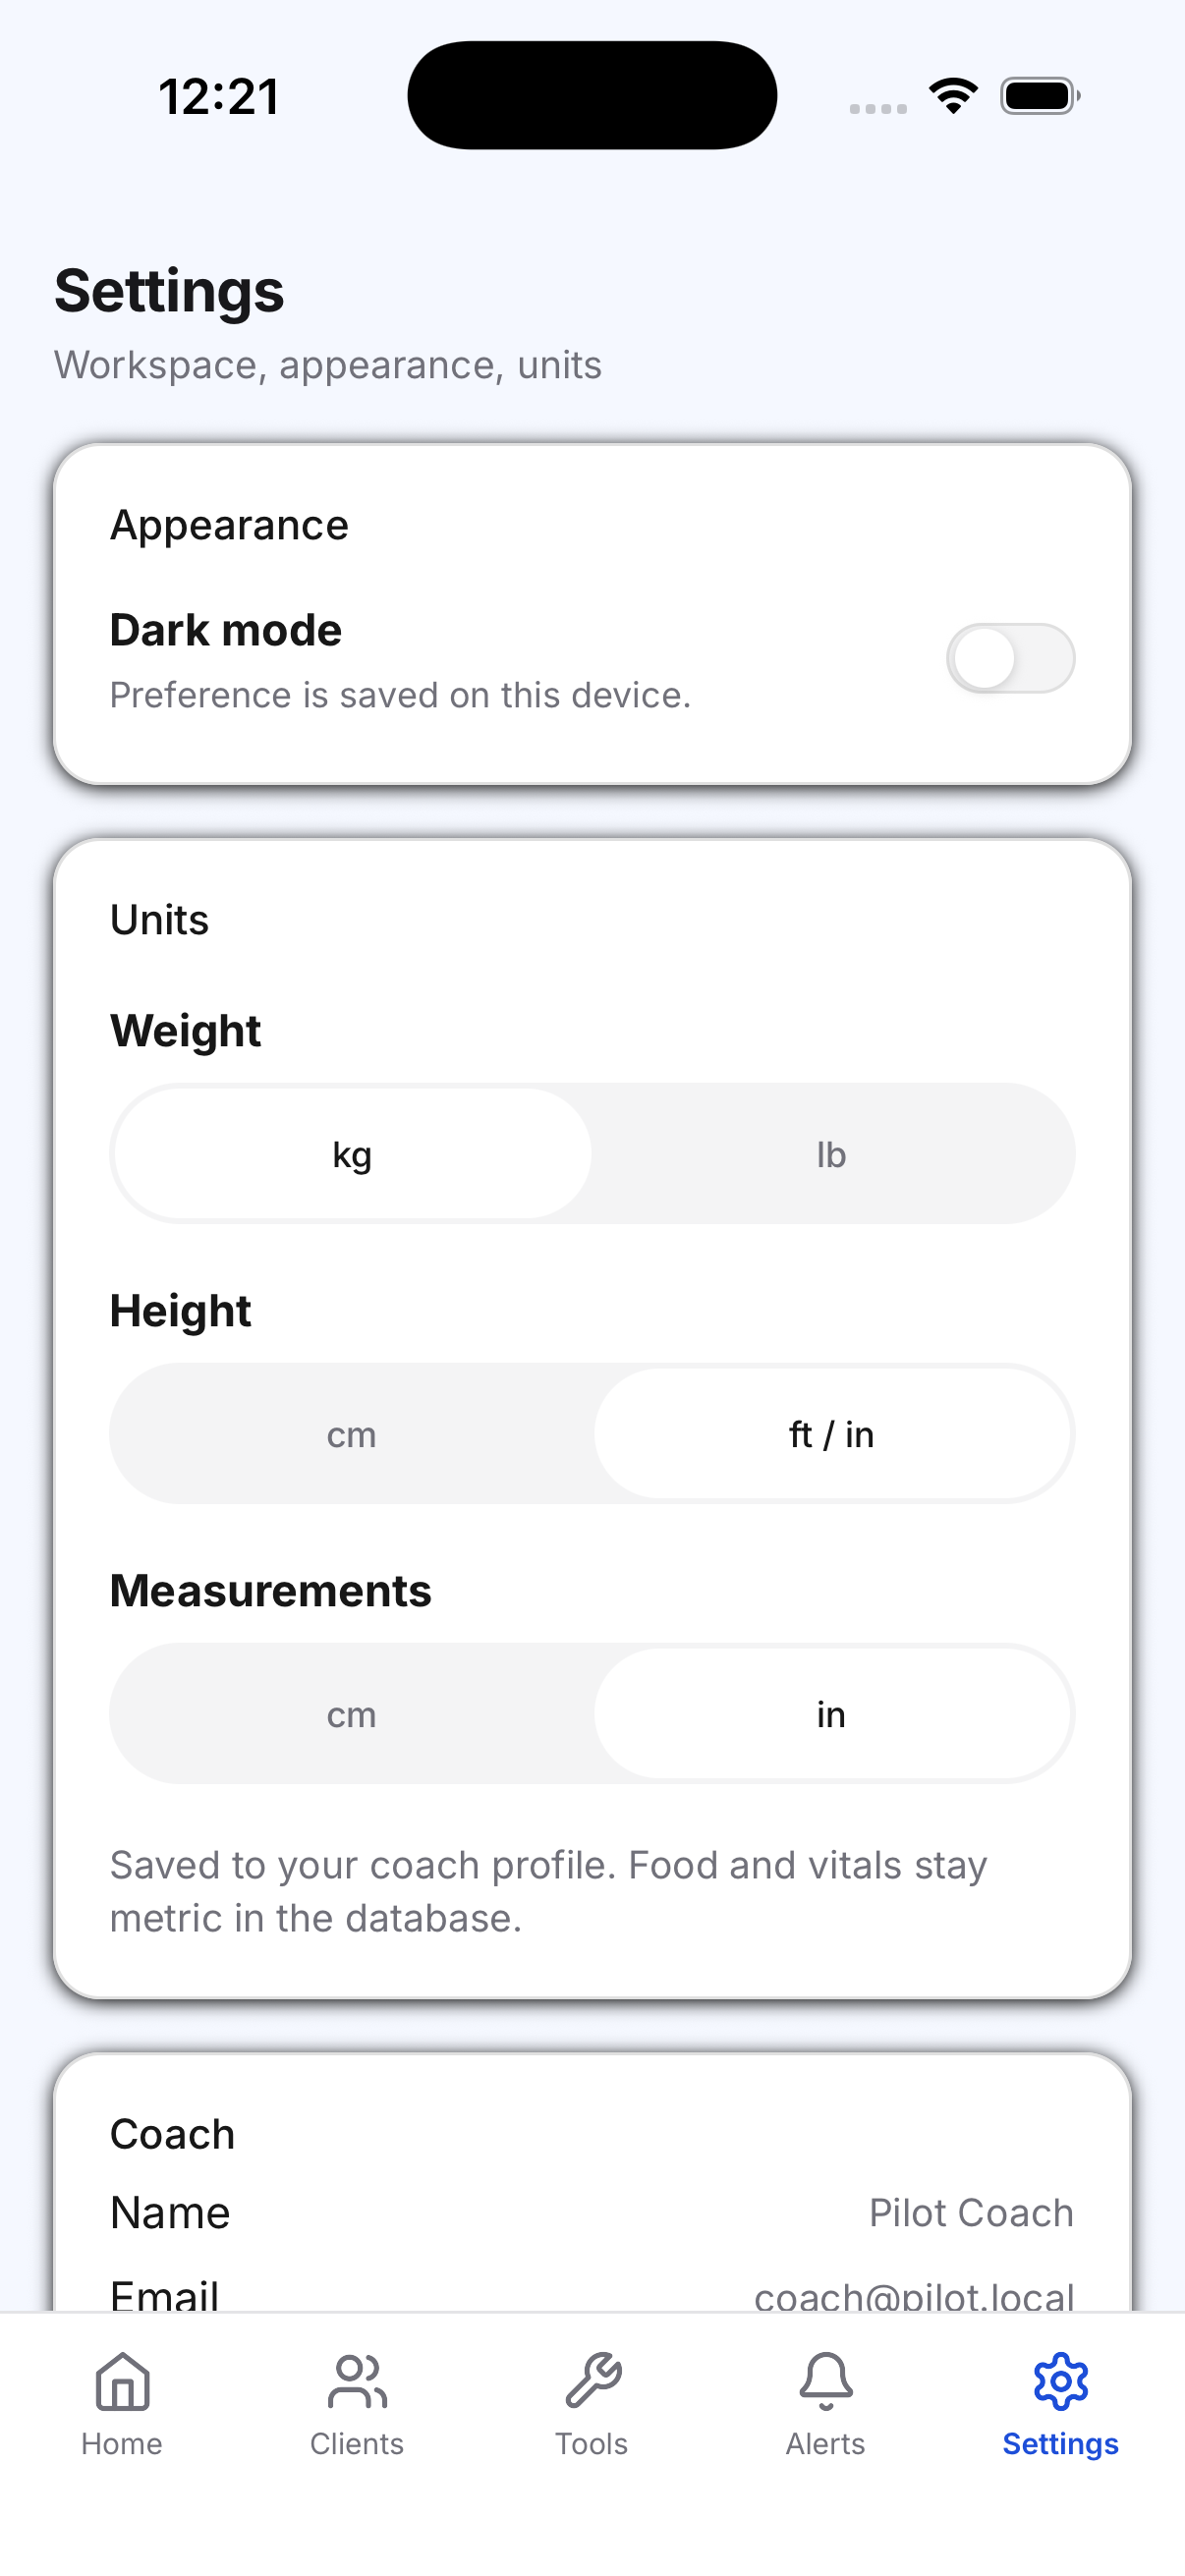 12:21
Settings
Workspace, appearance, units
Appearance
Dark mode
Preference is saved on this device.
Units
Weight
kg
lb
Height
cm
ft / in
Measurements
cm
in
Saved to your coach profile. Food and vitals stay
metric in the database.
Coach
Name
Pilot Coach
Email
coach@pilot.local
Home
Clients
Tools
Alerts
Settings